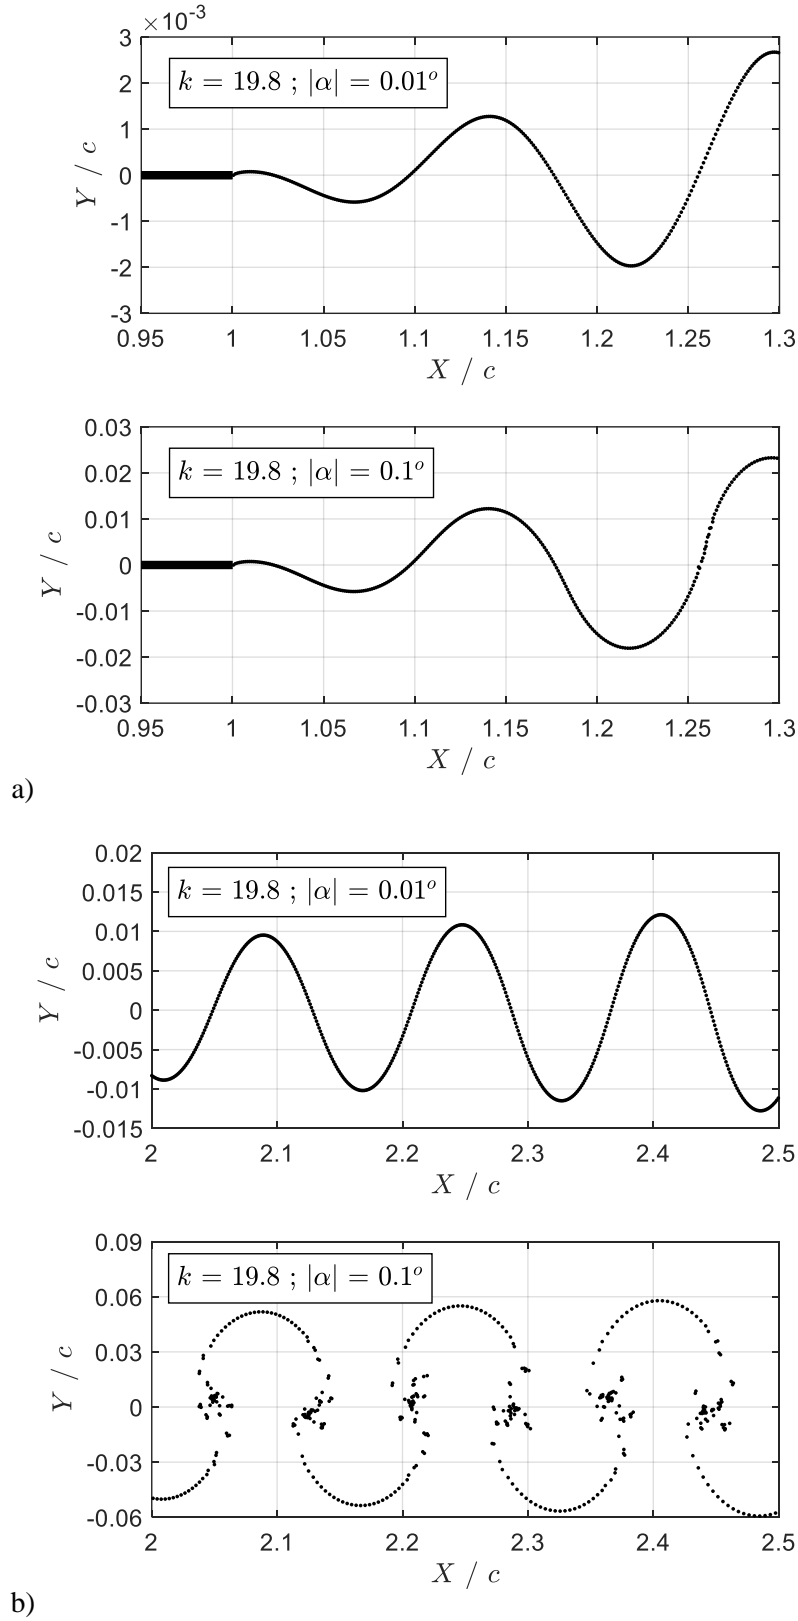 ×10⁻³
3
k = 19.8 ; |α| = 0.01ᵒ
2
1
0
-1
-2
-3
Y / c
0.95 1 1.05 1.1 1.15 1.2 1.25 1.3
X / c
0.03
k = 19.8 ; |α| = 0.1ᵒ
0.02
0.01
0
-0.01
-0.02
-0.03
Y / c
0.95 1 1.05 1.1 1.15 1.2 1.25 1.3
X / c
a)
0.02
k = 19.8 ; |α| = 0.01ᵒ
0.015
0.01
0.005
0
-0.005
-0.01
-0.015
Y / c
2 2.1 2.2 2.3 2.4 2.5
X / c
0.09
k = 19.8 ; |α| = 0.1ᵒ
0.06
0.03
0
-0.03
-0.06
Y / c
2 2.1 2.2 2.3 2.4 2.5
X / c
b)